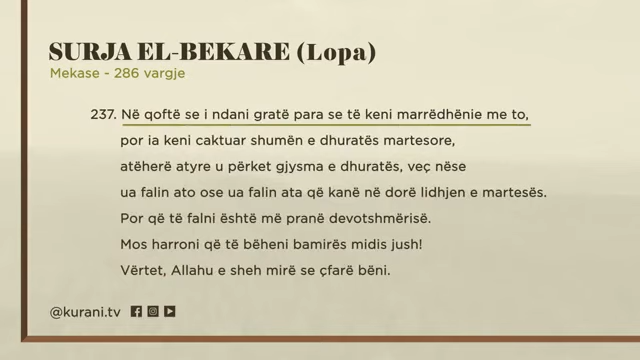 SURJA EL-BEKARE (Lopa)
Mekase - 286 vargje
237. Në qoftë se i ndani gratë para se të keni marrëdhënie me to,
por ia keni caktuar shumën e dhuratës martesore,
atëherë atyre u përket gjysma e dhuratës, veç nëse
ua falin ato ose ua falin ata që kanë në dorë lidhjen e martesës.
Por që të falni është më pranë devotshmërisë.
Mos harroni që të bëheni bamirës midis jush!
Vërtet, Allahu e sheh mirë se çfarë bëni.
@kurani.tv